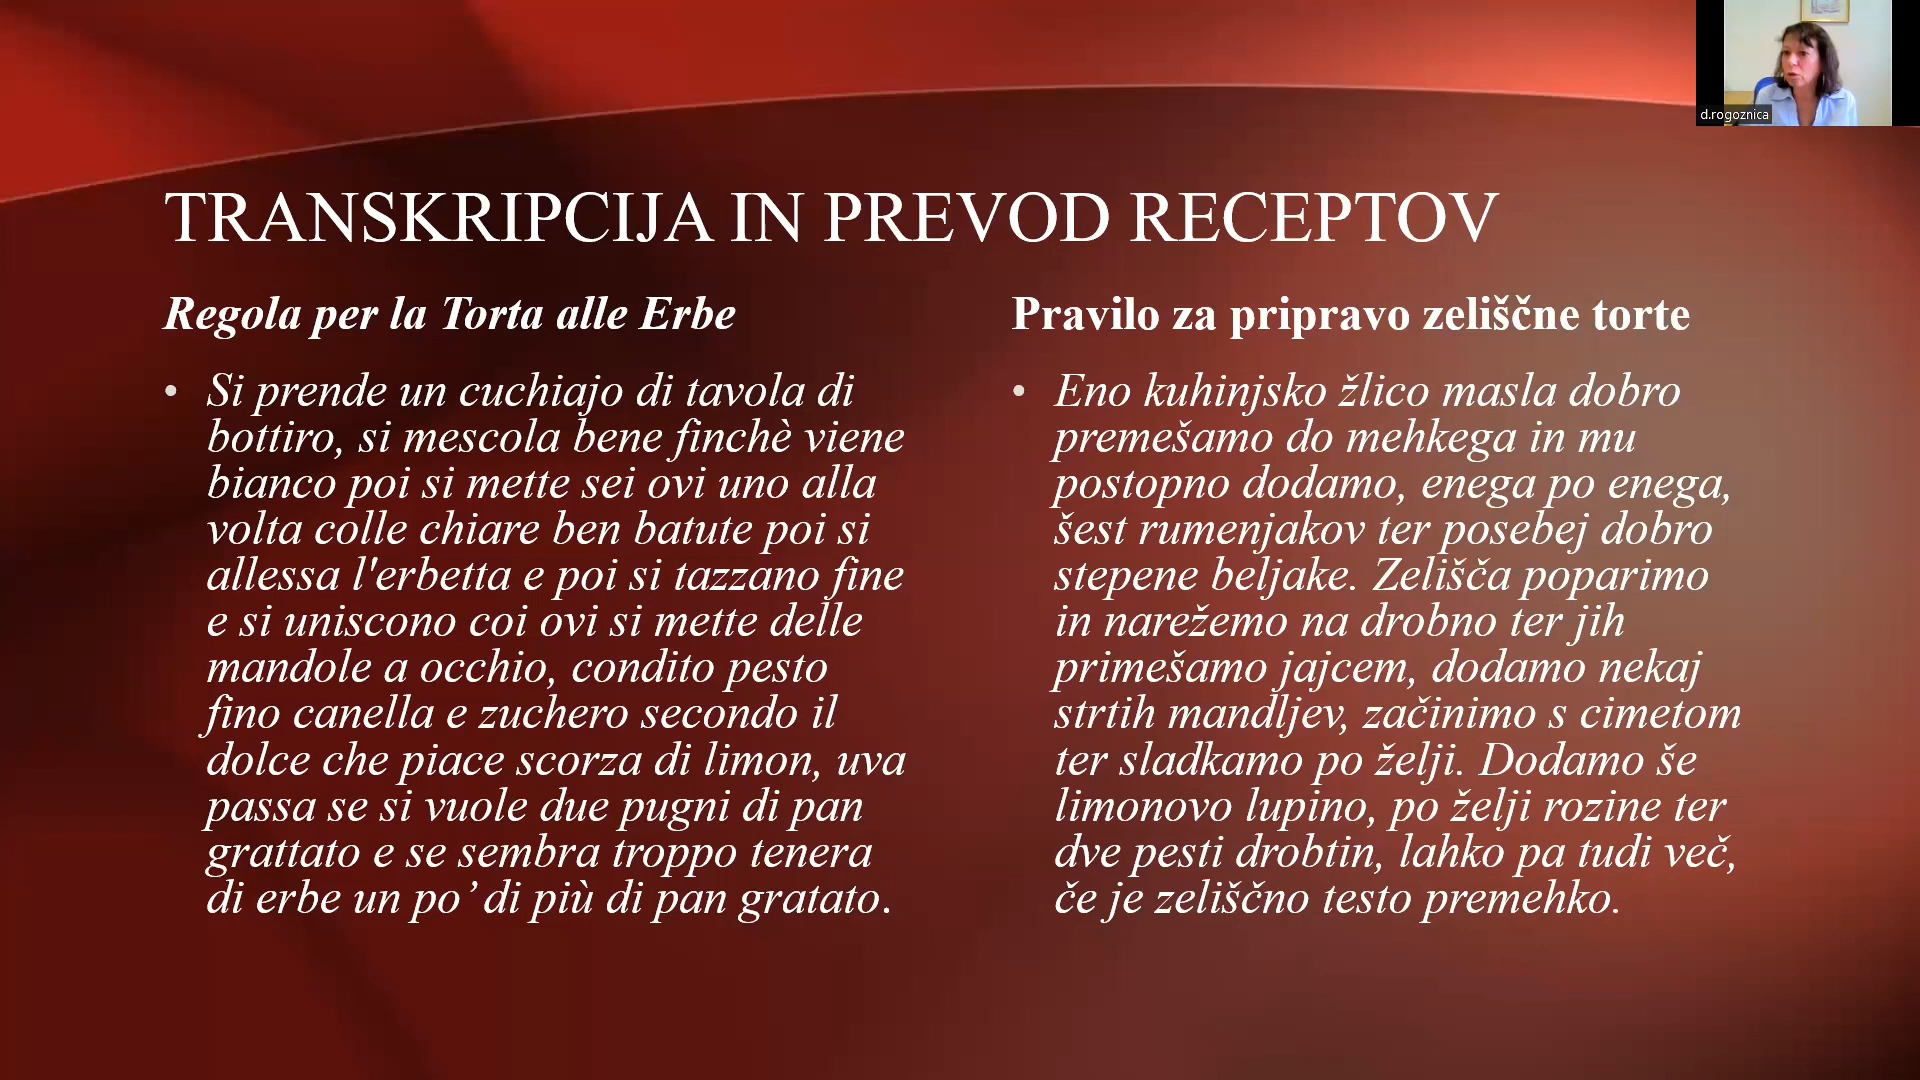 d.rogoznica
TRANSKRIPCIJA IN PREVOD RECEPTOV
Regola per la Torta alle Erbe
• Si prende un cuchiajo di tavola di
bottiro, si mescola bene finchè viene
bianco poi si mette sei ovi uno alla
volta colle chiare ben batute poi si
allessa l'erbetta e poi si tazzano fine
e si uniscono coi ovi si mette delle
mandole a occhio, condito pesto
fino canella e zuchero secondo il
dolce che piace scorza di limon, uva
passa se si vuole due pugni di pan
grattato e se sembra troppo tenera
di erbe un po’ di più di pan gratato.
Pravilo za pripravo zeliščne torte
• Eno kuhinjsko žlico masla dobro
premešamo do mehkega in mu
postopno dodamo, enega po enega,
šest rumenjakov ter posebej dobro
stepene beljake. Zelišča poparimo
in narežemo na drobno ter jih
primešamo jajcem, dodamo nekaj
strtih mandljev, začinimo s cimetom
ter sladkamo po želji. Dodamo še
limonovo lupino, po želji rozine ter
dve pesti drobtin, lahko pa tudi več,
če je zeliščno testo premehko.